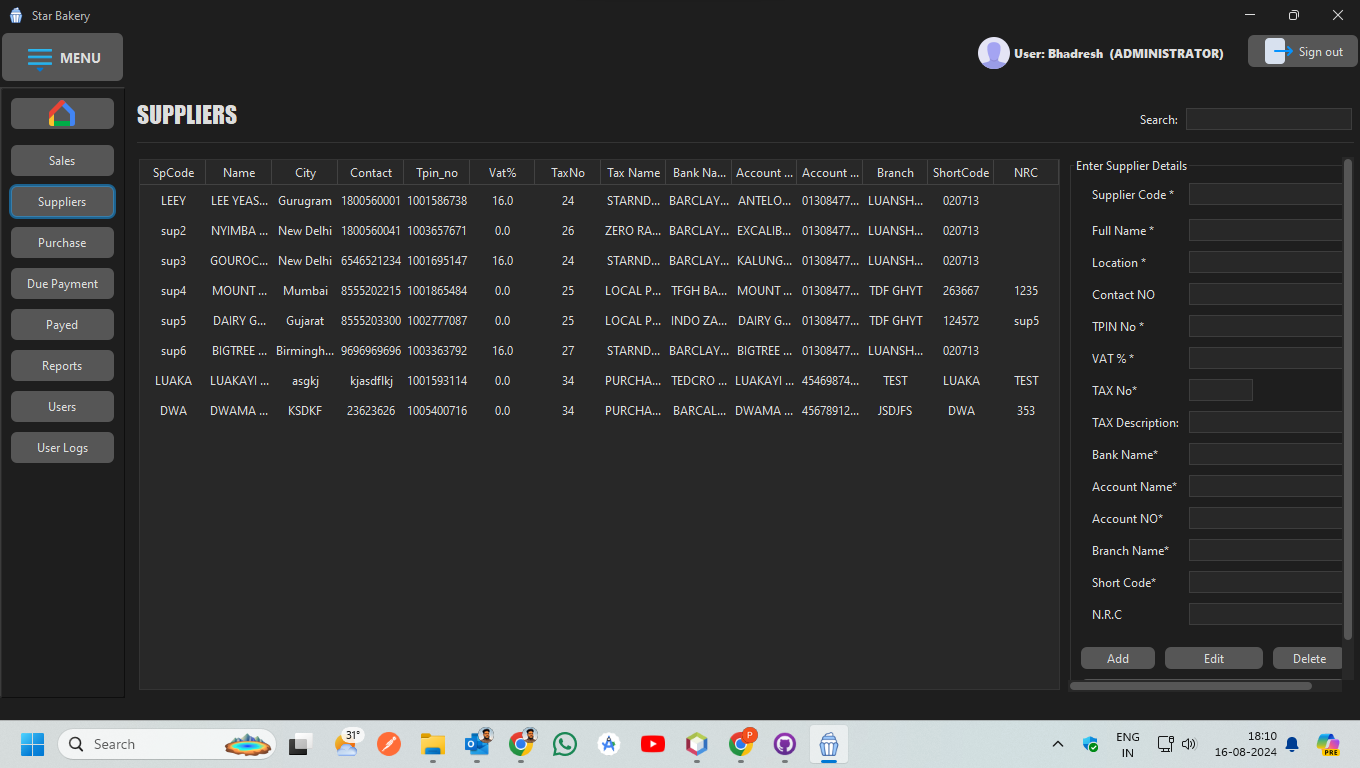 Star Bakery
MENU
User: Bhadresh (ADMINISTRATOR)
Sign out
Sales
Suppliers
Purchase
Due Payment
Payed
Reports
Users
User Logs
SUPPLIERS
Search:
SpCode Name City Contact Tpin_no Vat% TaxNo Tax Name Bank Na... Account ... Account ... Branch ShortCode NRC
LEEY LEE YEAS... Gurugram 1800560001 1001586738 16.0 24 STARND... BARCLAY... ANTELO... 01308477... LUANSH... 020713
sup2 NYIMBA ... New Delhi 1800560041 1003657671 0.0 26 ZERO RA... BARCLAY... EXCALIB... 01308477... LUANSH... 020713
sup3 GOUROC... New Delhi 6546521234 1001695147 16.0 24 STARND... BARCLAY... KALUNG... 01308477... LUANSH... 020713
sup4 MOUNT ... Mumbai 8555202215 1001865484 0.0 25 LOCAL P... TFGH BA... MOUNT ... 01308477... TDF GHYT 263667 1235
sup5 DAIRY G... Gujarat 8555203300 1002777087 0.0 25 LOCAL P... INDO ZA... DAIRY G... 01308477... TDF GHYT 124572 sup5
sup6 BIGTREE ... Birmingh... 9696969696 1003363792 16.0 27 STARND... BARCLAY... BIGTREE ... 01308477... LUANSH... 020713
LUAKA LUAKAYI ... asgkj kjasdflkj 1001593114 0.0 34 PURCHA... TEDCRO ... LUAKAYI ... 45469874... TEST LUAKA TEST
DWA DWAMA ... KSDKF 23623626 1005400716 0.0 34 PURCHA... BARCAL... DWAMA ... 45678912... JSDJFS DWA 353
Enter Supplier Details
Supplier Code *
Full Name *
Location *
Contact NO
TPIN No *
VAT % *
TAX No*
TAX Description:
Bank Name*
Account Name*
Account NO*
Branch Name*
Short Code*
N.R.C
Add Edit Delete
Search
31°
P
ENG
IN
18:10
16-08-2024
PRE